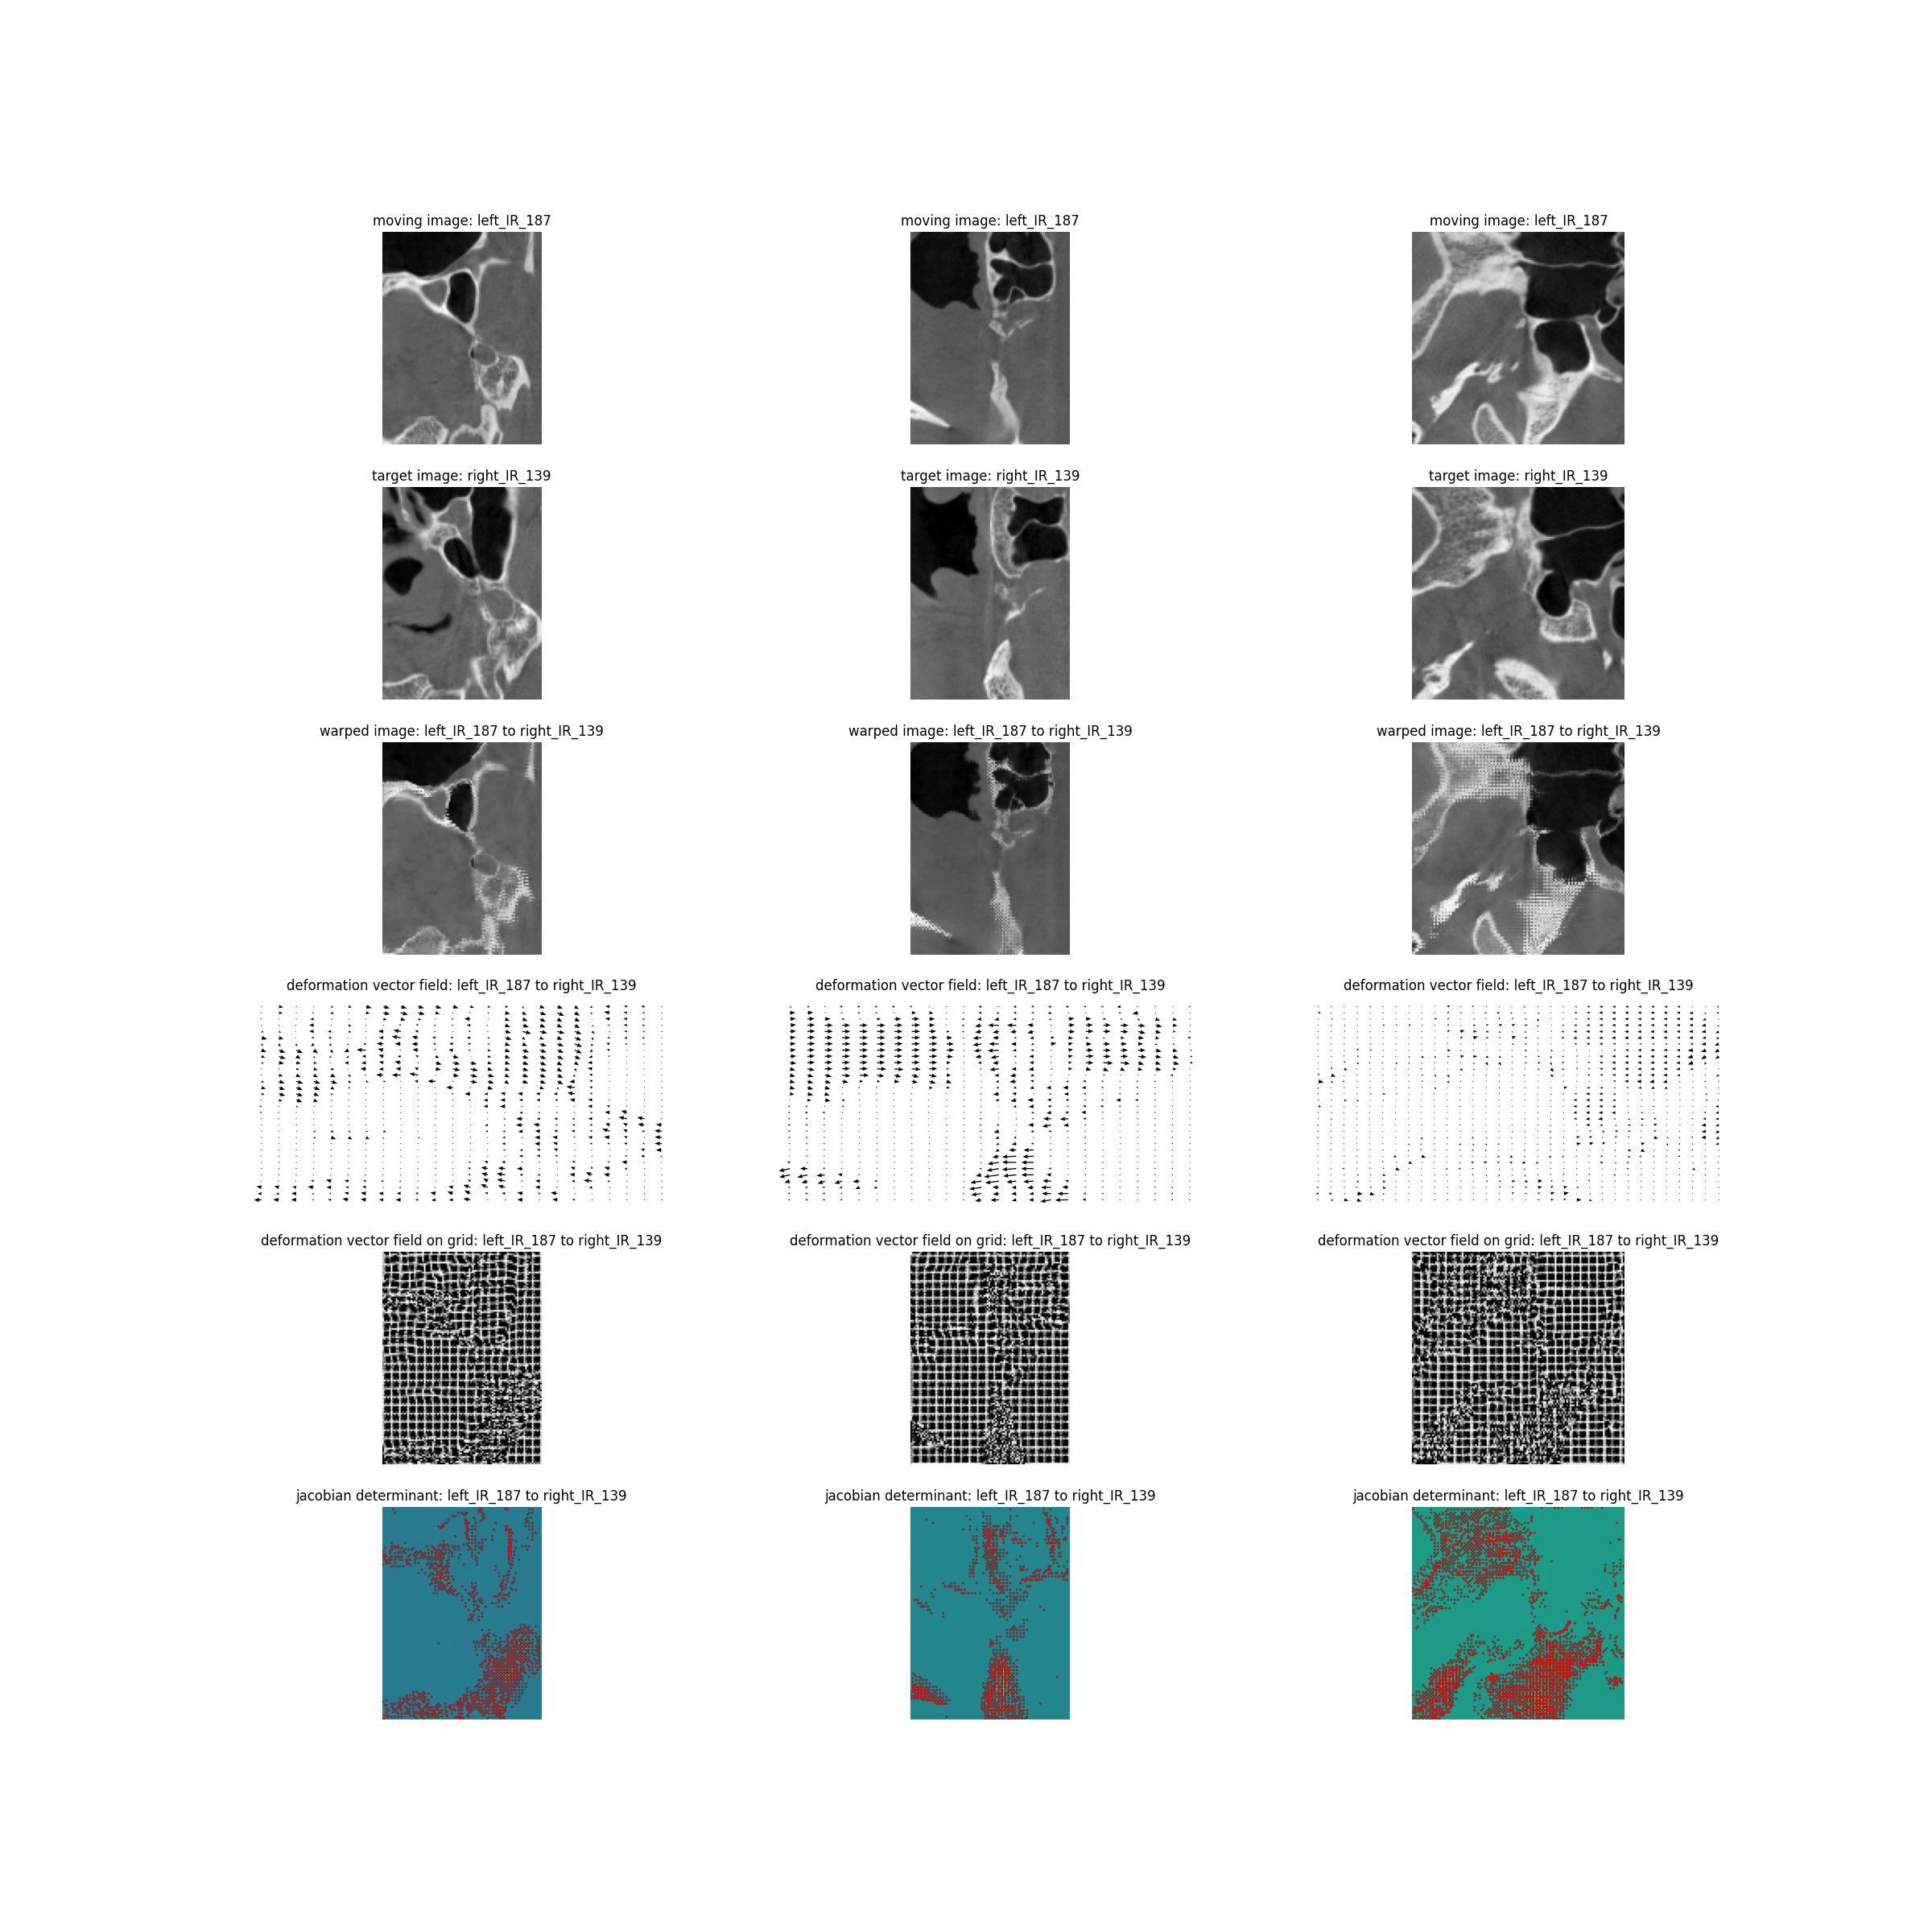 moving image: left_IR_187 moving image: left_IR_187 moving image: left_IR_187
target image: right_IR_139 target image: right_IR_139 target image: right_IR_139
warped image: left_IR_187 to right_IR_139 warped image: left_IR_187 to right_IR_139 warped image: left_IR_187 to right_IR_139
deformation vector field: left_IR_187 to right_IR_139 deformation vector field: left_IR_187 to right_IR_139 deformation vector field: left_IR_187 to right_IR_139
deformation vector field on grid: left_IR_187 to right_IR_139 deformation vector field on grid: left_IR_187 to right_IR_139 deformation vector field on grid: left_IR_187 to right_IR_139
jacobian determinant: left_IR_187 to right_IR_139 jacobian determinant: left_IR_187 to right_IR_139 jacobian determinant: left_IR_187 to right_IR_139